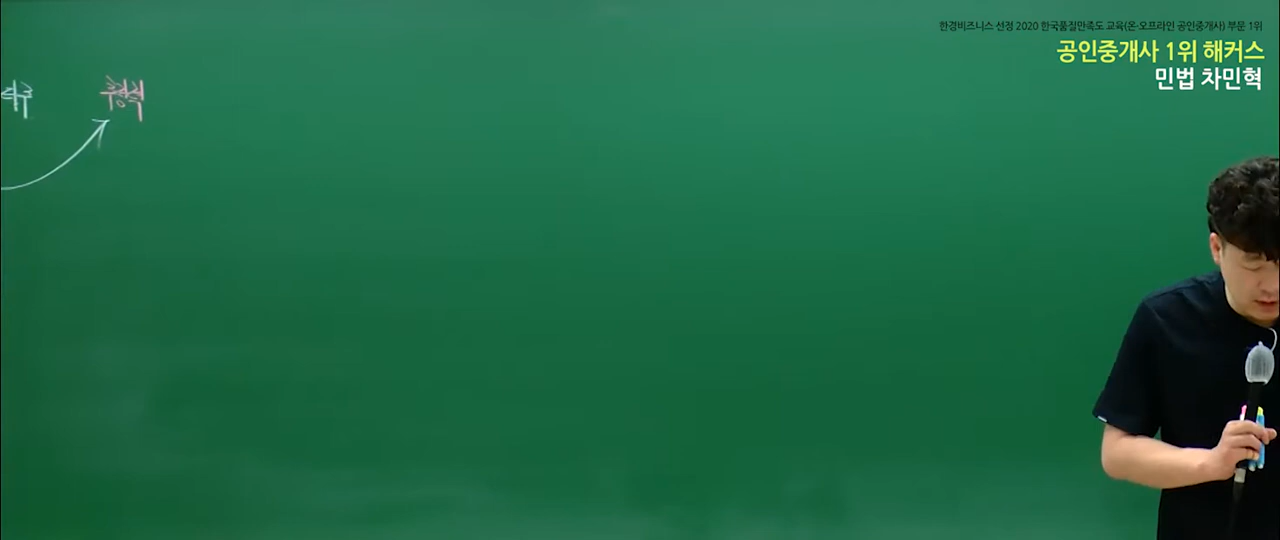 한경비즈니스 선정 2020 한국품질만족도 교육(온·오프라인 공인중개사) 부문 1위
공인중개사 1위 해커스
민법 차민혁